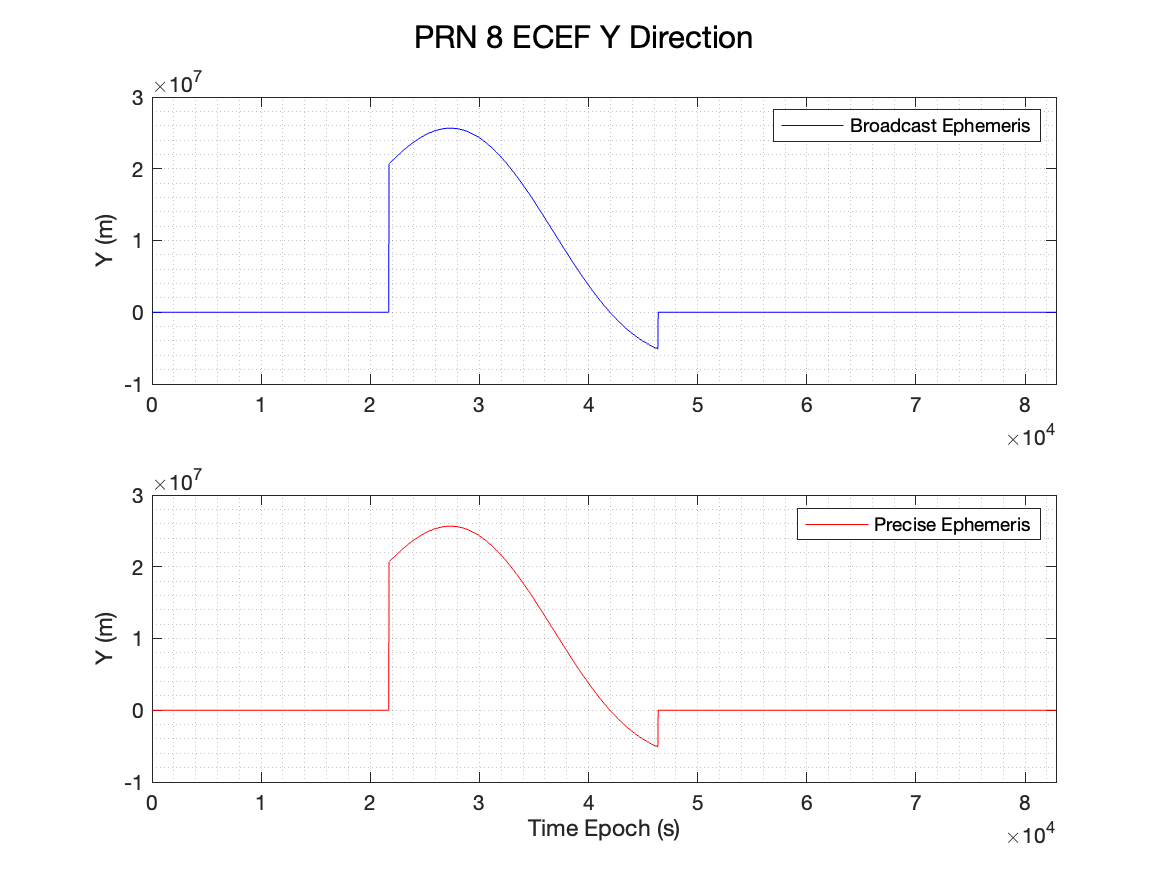 PRN 8 ECEF Y Direction
×10^7
3
2
1
0
-1
Y (m)
Broadcast Ephemeris
0 1 2 3 4 5 6 7 8
×10^4
×10^7
3
2
1
0
-1
Y (m)
Precise Ephemeris
0 1 2 3 4 5 6 7 8
Time Epoch (s)
×10^4